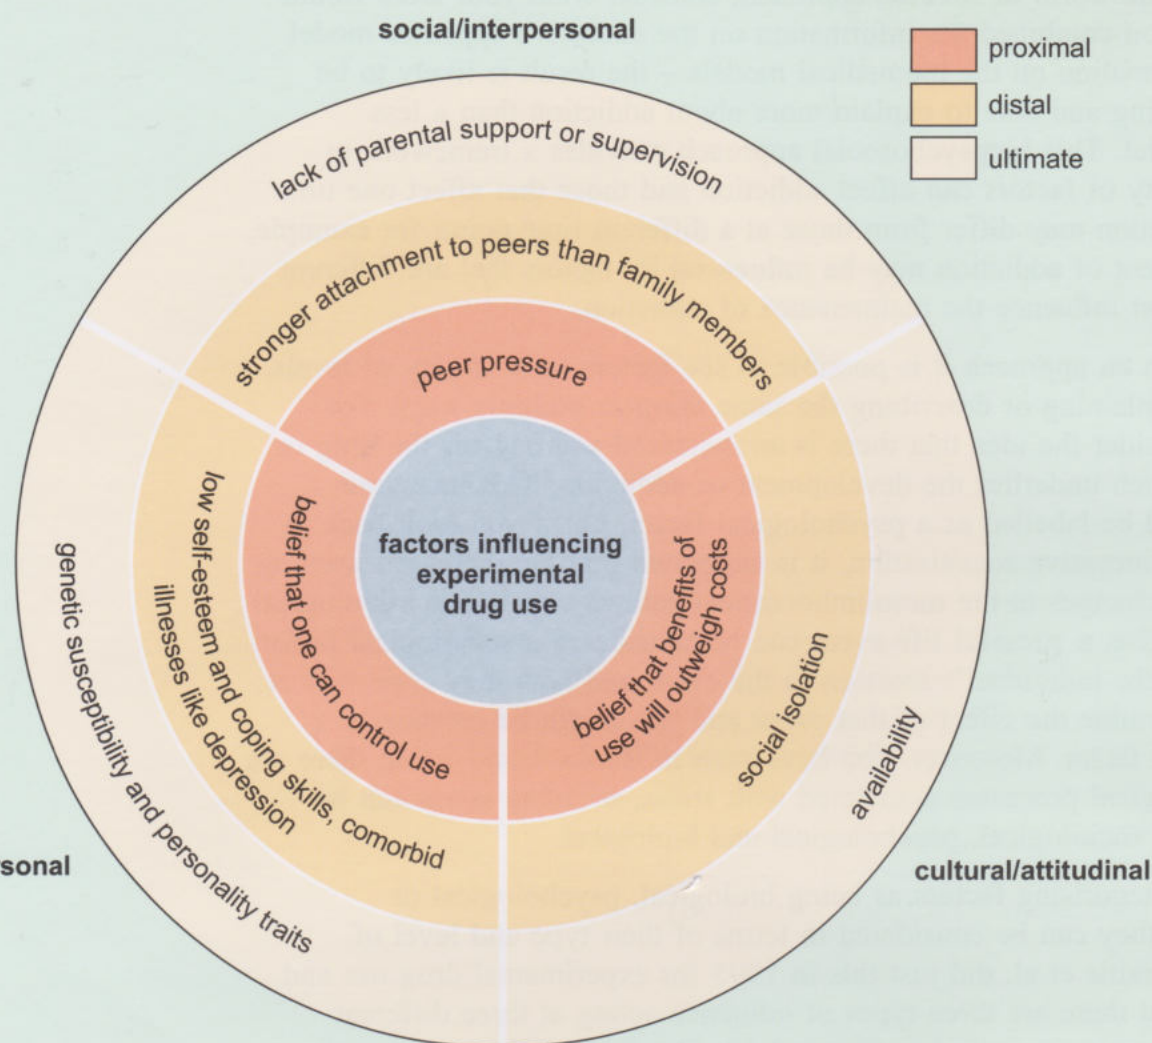 social/interpersonal
proximal
distal
ultimate
lack of parental support or supervision
stronger attachment to peers than family members
peer pressure
factors influencing
experimental
drug use
belief that one can control use
low self-esteem and coping skills, comorbid
illnesses like depression
genetic susceptibility and personality traits
sonal
belief that benefits of
use will outweigh costs
social isolation
availability
cultural/attitudinal